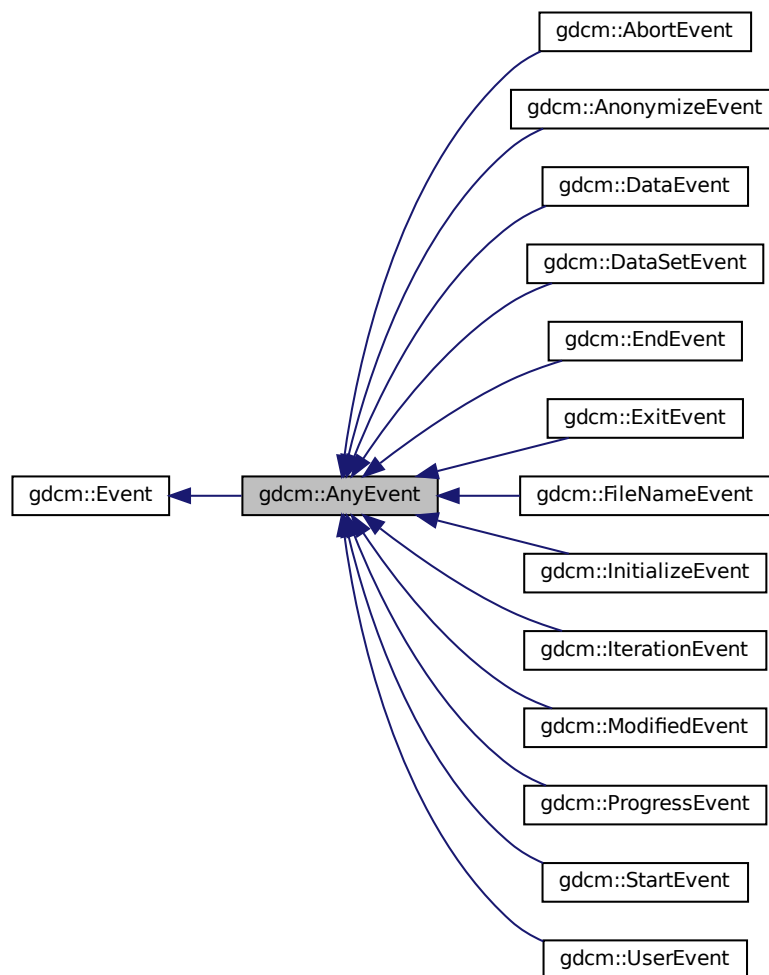 gdcm::AbortEvent
gdcm::AnonymizeEvent
gdcm::DataEvent
gdcm::DataSetEvent
gdcm::EndEvent
gdcm::ExitEvent
gdcm::Event
gdcm::AnyEvent
gdcm::FileNameEvent
gdcm::InitializeEvent
gdcm::IterationEvent
gdcm::ModifiedEvent
gdcm::ProgressEvent
gdcm::StartEvent
gdcm::UserEvent